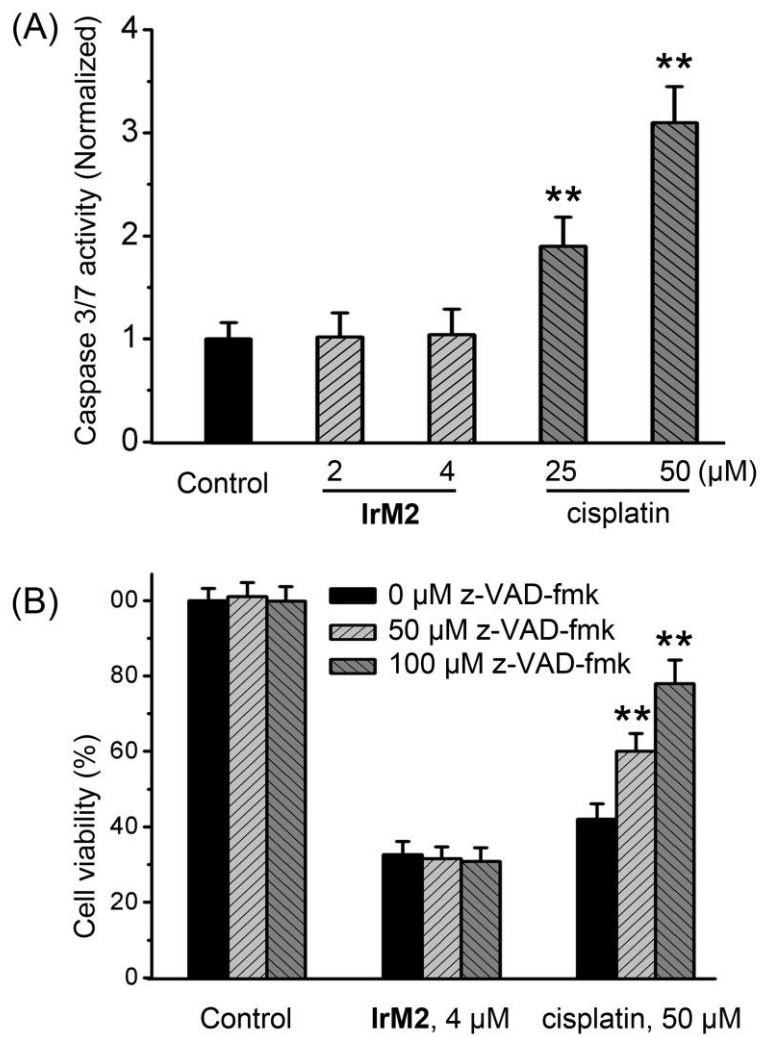 (A)
Caspase 3/7 activity (Normalized)
4
3
2
1
0
**
**
Control
2 4 25 50 (μM)
IrM2 cisplatin
(B)
Cell viability (%)
00
80
60
40
20
0
0 μM z-VAD-fmk
50 μM z-VAD-fmk
100 μM z-VAD-fmk
**
**
Control IrM2, 4 μM cisplatin, 50 μM